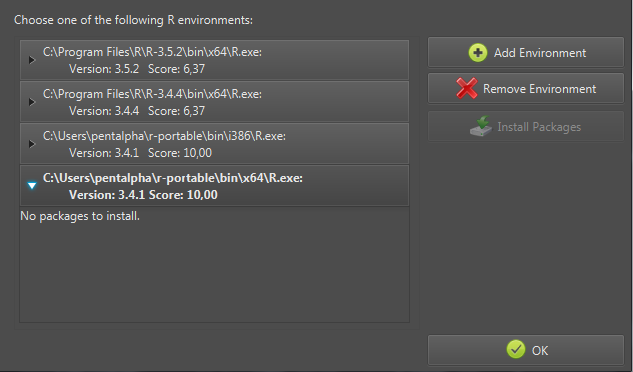 Choose one of the following R environments:
C:\Program Files\R\R-3.5.2\bin\x64\R.exe:
Version: 3.5.2 Score: 6,37
C:\Program Files\R\R-3.4.4\bin\x64\R.exe:
Version: 3.4.4 Score: 6,37
C:\Users\pentalpha\r-portable\bin\i386\R.exe:
Version: 3.4.1 Score: 10,00
C:\Users\pentalpha\r-portable\bin\x64\R.exe:
Version: 3.4.1 Score: 10,00
No packages to install.
Add Environment
Remove Environment
Install Packages
OK